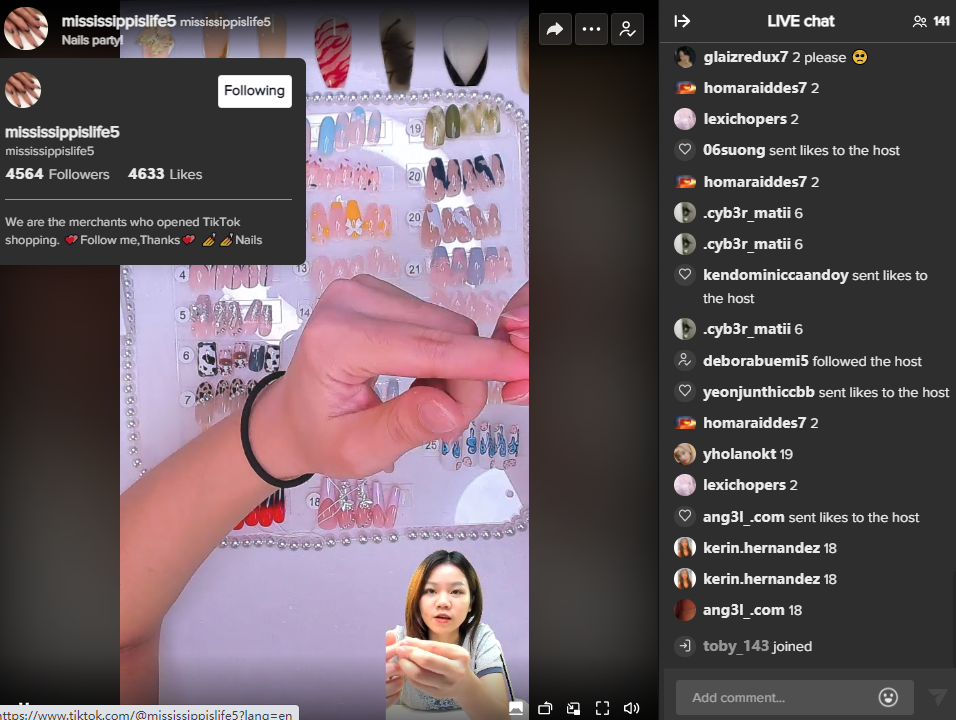 mississippislife5 mississippislife5
Nails party!
Following
mississippislife5
mississippislife5
4564 Followers 4633 Likes
We are the merchants who opened TikTok
shopping. 💘Follow me,Thanks💘 💅💅Nails
4
5
6
7
13
14
18
19
20
20
21
25
https://www.tiktok.com/@mississippislife5?lang=en
LIVE chat
141
glaizredux7 2 please 🥺
homaraiddes7 2
lexichopers 2
06suong sent likes to the host
homaraiddes7 2
.cyb3r_matii 6
.cyb3r_matii 6
kendominiccaandoy sent likes to
the host
.cyb3r_matii 6
deborabuemi5 followed the host
yeonjunthiccbb sent likes to the host
homaraiddes7 2
yholanokt 19
lexichopers 2
ang3l_.com sent likes to the host
kerin.hernandez 18
kerin.hernandez 18
ang3l_.com 18
toby_143 joined
Add comment...